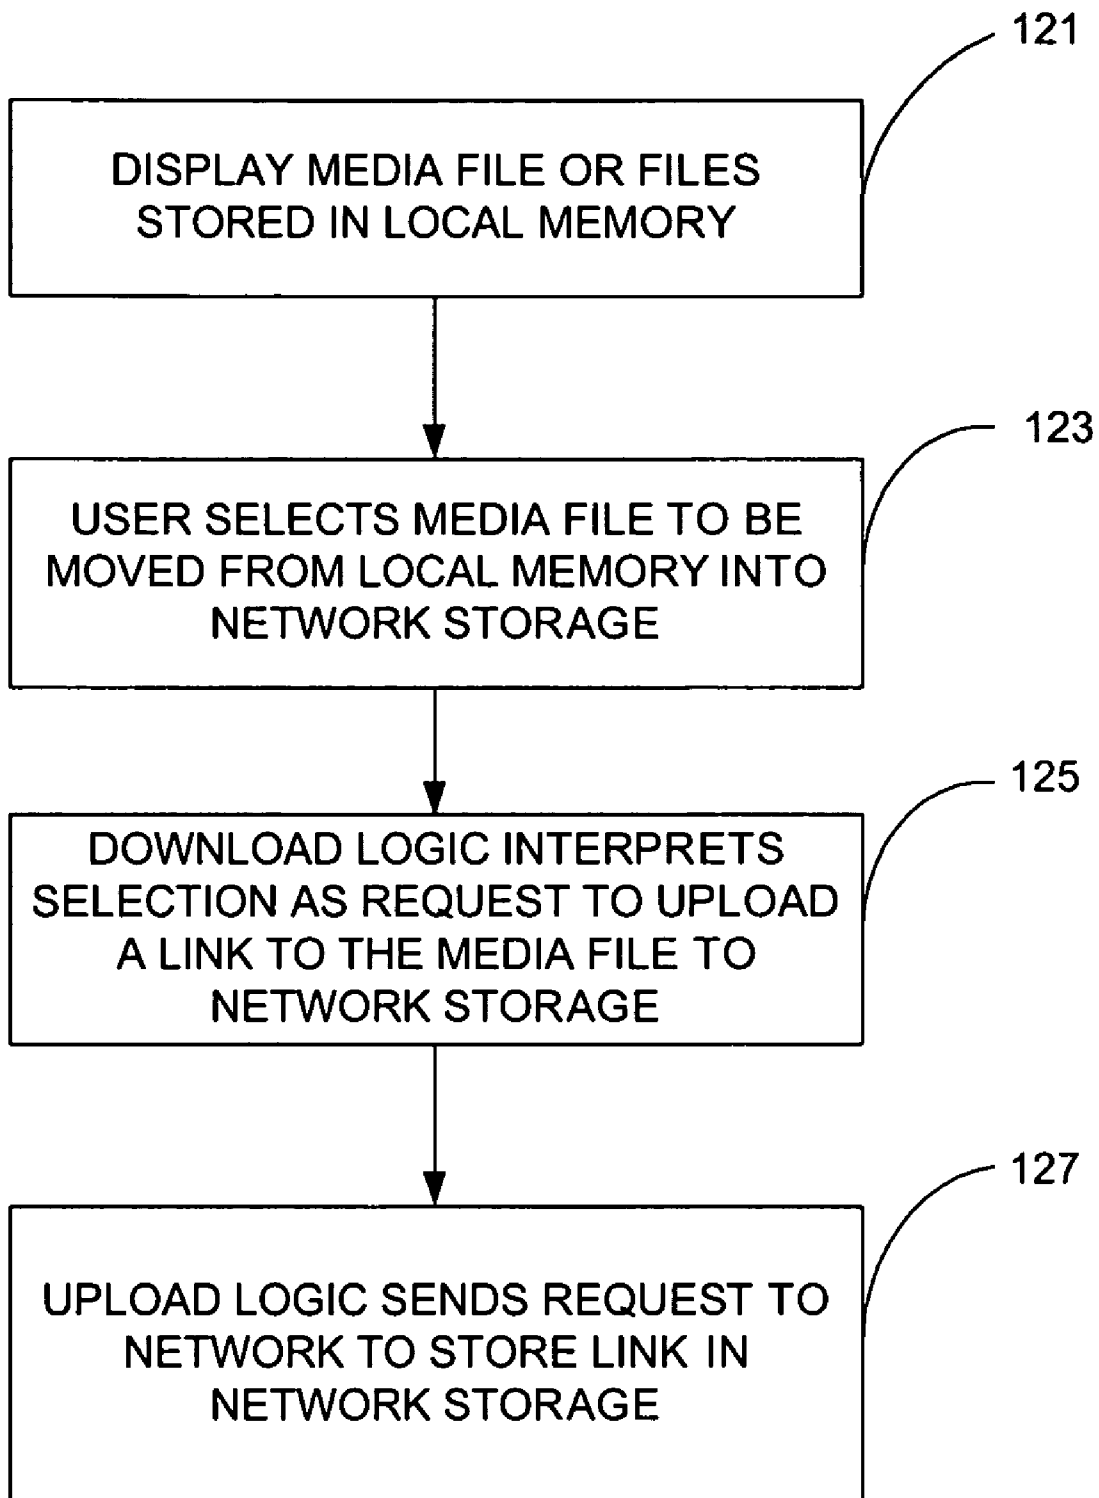 121
DISPLAY MEDIA FILE OR FILES
STORED IN LOCAL MEMORY
123
USER SELECTS MEDIA FILE TO BE
MOVED FROM LOCAL MEMORY INTO
NETWORK STORAGE
125
DOWNLOAD LOGIC INTERPRETS
SELECTION AS REQUEST TO UPLOAD
A LINK TO THE MEDIA FILE TO
NETWORK STORAGE
127
UPLOAD LOGIC SENDS REQUEST TO
NETWORK TO STORE LINK IN
NETWORK STORAGE